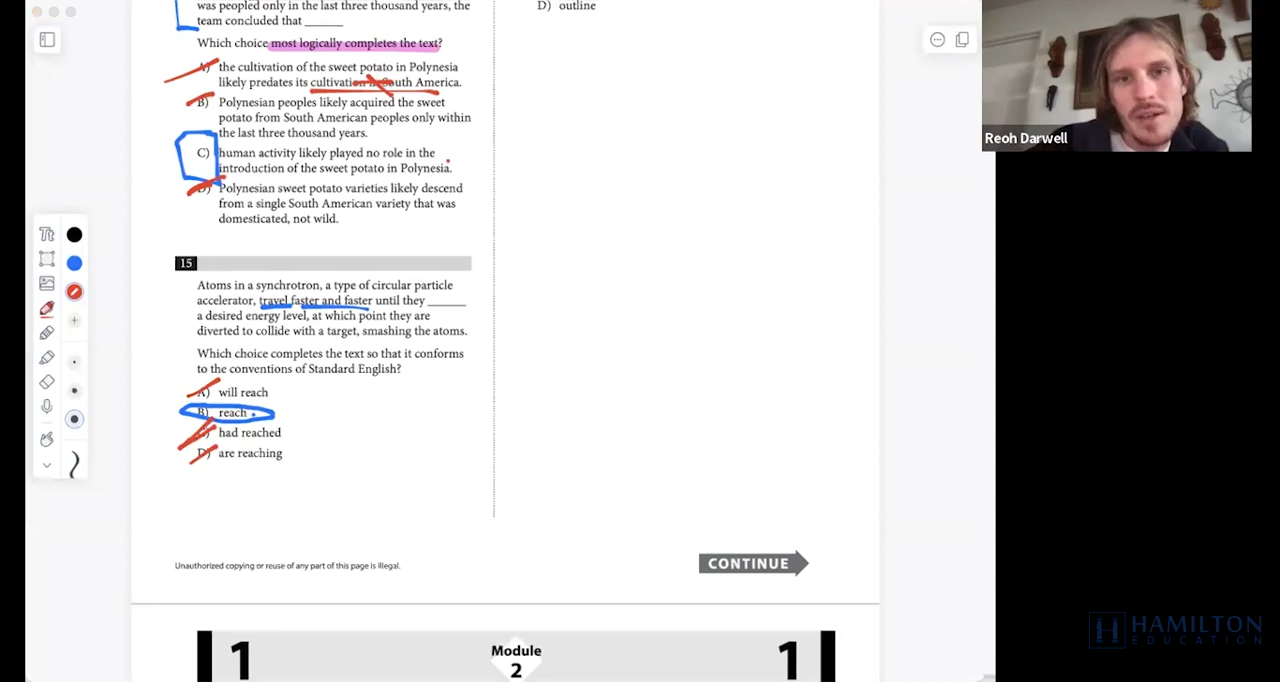 was peopled only in the last three thousand years, the
team concluded that ______
Which choice most logically completes the text?
A) the cultivation of the sweet potato in Polynesia
likely predates its cultivation in South America.
B) Polynesian peoples likely acquired the sweet
potato from South American peoples only within
the last three thousand years.
C) human activity likely played no role in the
introduction of the sweet potato in Polynesia.
D) Polynesian sweet potato varieties likely descend
from a single South American variety that was
domesticated, not wild.
15
Atoms in a synchrotron, a type of circular particle
accelerator, travel faster and faster until they ______
a desired energy level, at which point they are
diverted to collide with a target, smashing the atoms.
Which choice completes the text so that it conforms
to the conventions of Standard English?
A) will reach
B) reach
C) had reached
D) are reaching
D) outline
Unauthorized copying or reuse of any part of this page is illegal.
CONTINUE
1
Module
2
1
Tt
Reoh Darwell
HAMILTON
EDUCATION